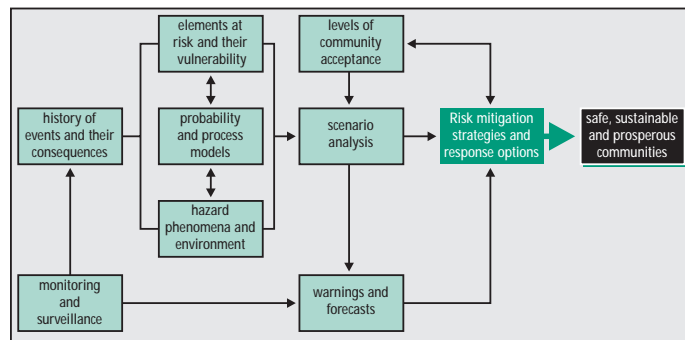 elements at
risk and their
vulnerability
levels of
community
acceptance
history of
events and their
consequences
probability
and process
models
scenario
analysis
Risk mitigation
strategies and
response options
safe, sustainable
and prosperous
communities
hazard
phenomena and
environment
monitoring
and
surveillance
warnings and
forecasts